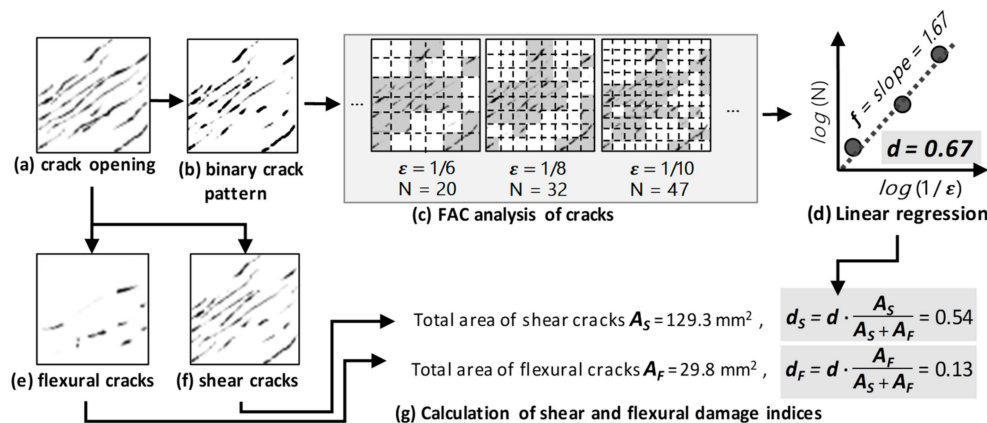 (a) crack opening
(b) binary crack
pattern
...
ε = 1/6
N = 20
ε = 1/8
N = 32
ε = 1/10
N = 47
...
(c) FAC analysis of cracks
log (N)
f = slope = 1.67
d = 0.67
log (1/ ε)
(d) Linear regression
(e) flexural cracks
(f) shear cracks
Total area of shear cracks A_S = 129.3 mm² , d_S = d · A_S / (A_S + A_F) = 0.54
Total area of flexural cracks A_F = 29.8 mm² , d_F = d · A_F / (A_S + A_F) = 0.13
(g) Calculation of shear and flexural damage indices